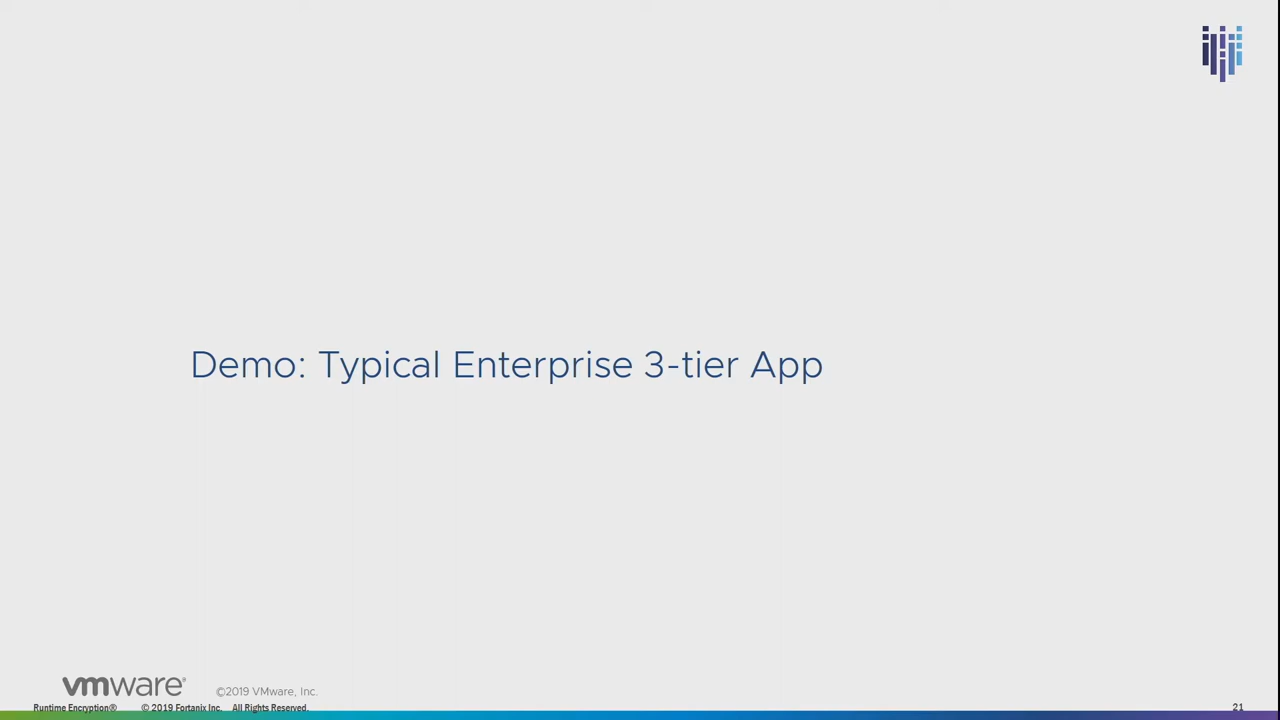 Demo: Typical Enterprise 3-tier App
vmware® ©2019 VMware, Inc.
Runtime Encryption® © 2019 Fortanix Inc. All Rights Reserved. 21